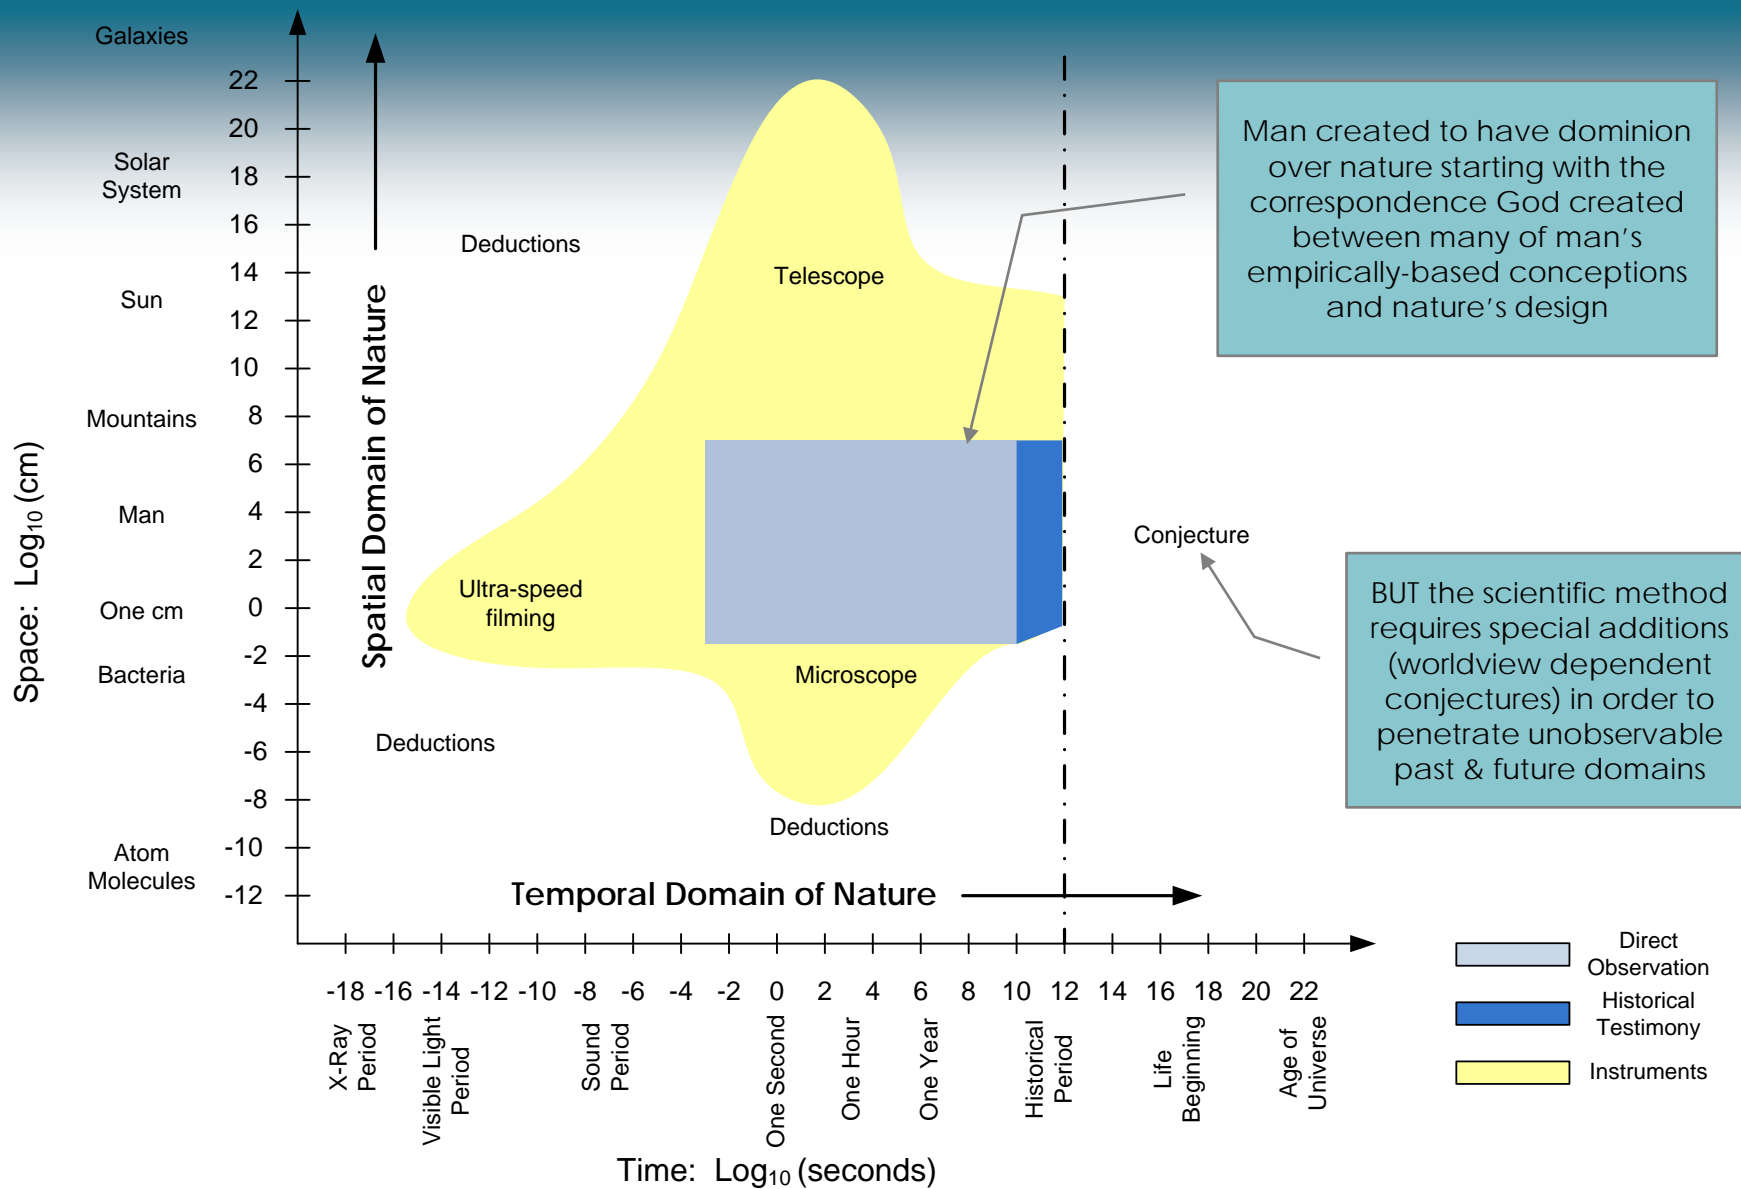 Galaxies
Solar
System
Sun
Mountains
Man
One cm
Bacteria
Atom
Molecules
Space: Log10 (cm)
22
20
18
16
14
12
10
8
6
4
2
0
-2
-4
-6
-8
-10
-12
Spatial Domain of Nature
Deductions
Telescope
Ultra-speed
filming
Microscope
Deductions
Deductions
Conjecture
Temporal Domain of Nature
Man created to have dominion
over nature starting with the
correspondence God created
between many of man's
empirically-based conceptions
and nature's design
BUT the scientific method
requires special additions
(worldview dependent
conjectures) in order to
penetrate unobservable
past & future domains
-18 -16 -14 -12 -10 -8 -6 -4 -2 0 2 4 6 8 10 12 14 16 18 20 22
X-Ray
Period
Visible Light
Period
Sound
Period
One Second
One Hour
One Year
Historical
Period
Life
Beginning
Age of
Universe
Time: Log10 (seconds)
Direct
Observation
Historical
Testimony
Instruments